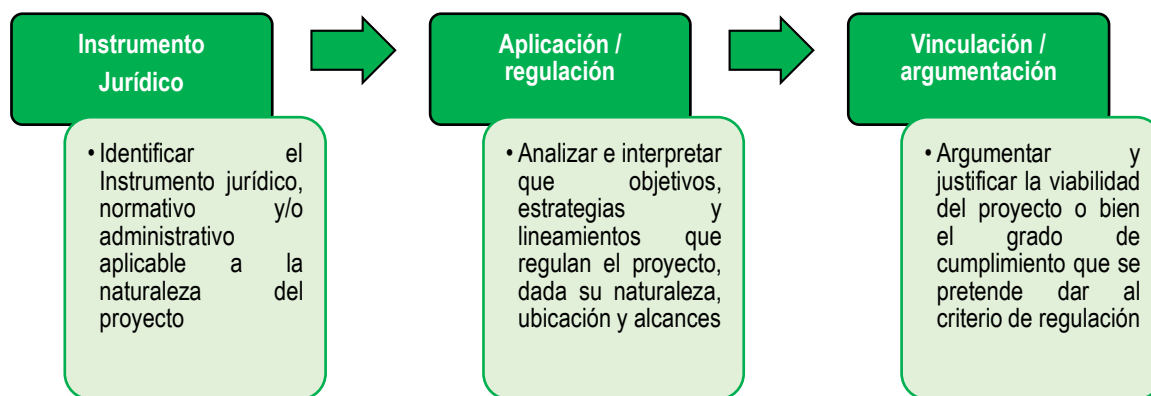 Instrumento
Jurídico
• Identificar el
Instrumento jurídico,
normativo y/o
administrativo
aplicable a la
naturaleza del
proyecto
Aplicación /
regulación
• Analizar e interpretar
que objetivos,
estrategias y
lineamientos que
regulan el proyecto,
dada su naturaleza,
ubicación y alcances
Vinculación /
argumentación
• Argumentar y
justificar la viabilidad
del proyecto o bien
el grado de
cumplimiento que se
pretende dar al
criterio de regulación